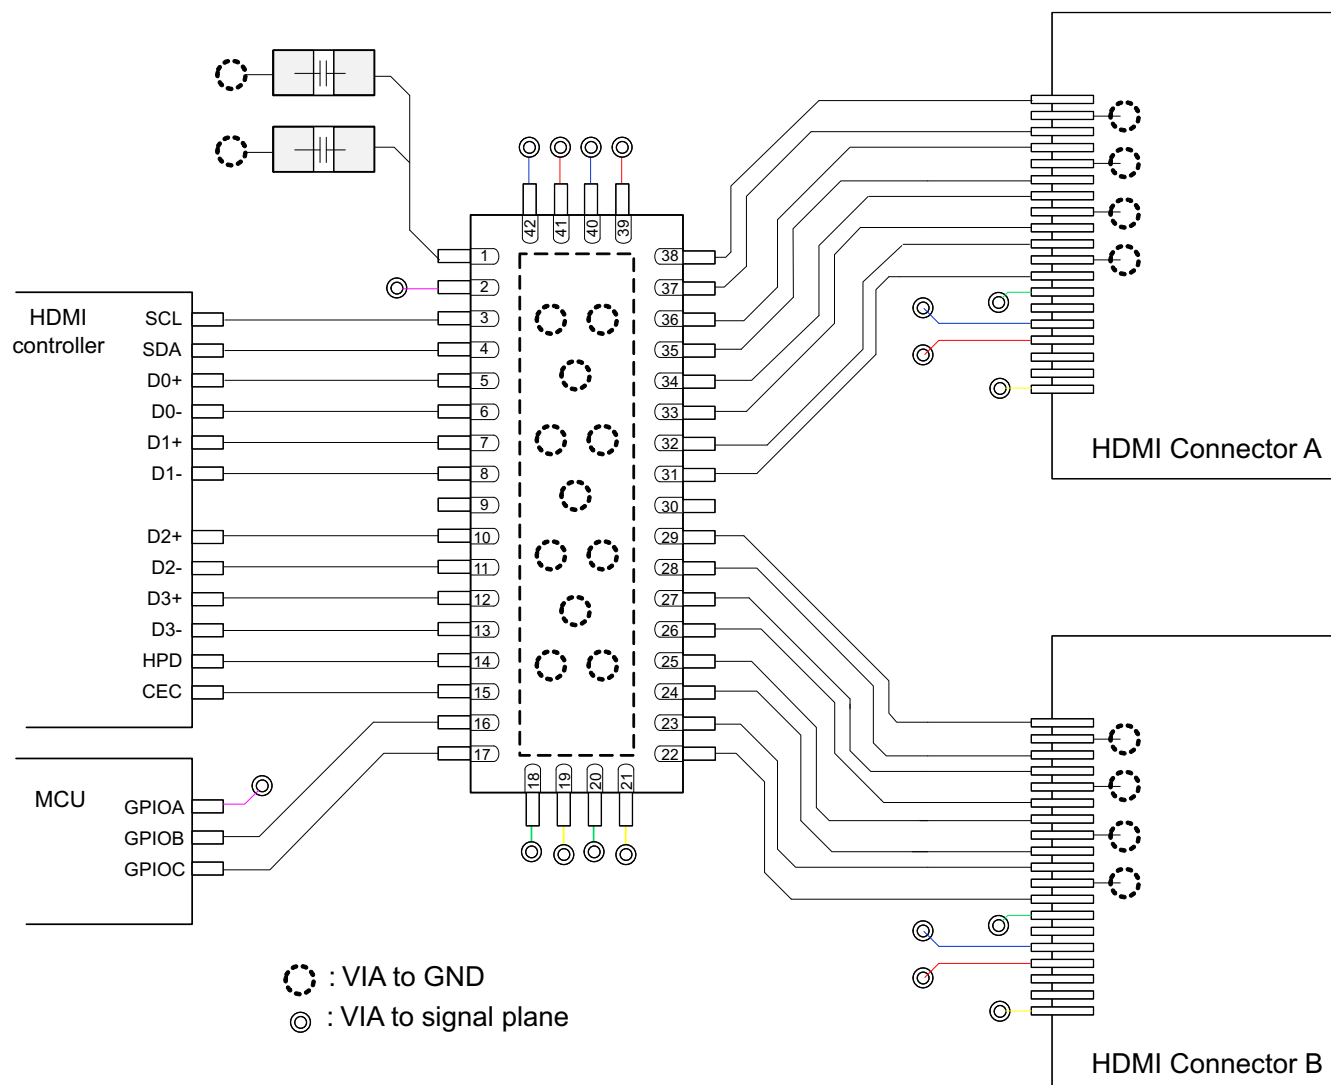 42 41 40 39
1 38
2 37
HDMI SCL 3 36
controller SDA 4 35
D0+ 5 34
D0- 6 33
D1+ 7 32
D1- 8 31
9 30
D2+ 10 29
D2- 11 28
D3+ 12 27
D3- 13 26
HPD 14 25
CEC 15 24
16 23
17 22
HDMI Connector A
18 19 20 21
MCU GPIOA
GPIOB
GPIOC
: VIA to GND
: VIA to signal plane
HDMI Connector B